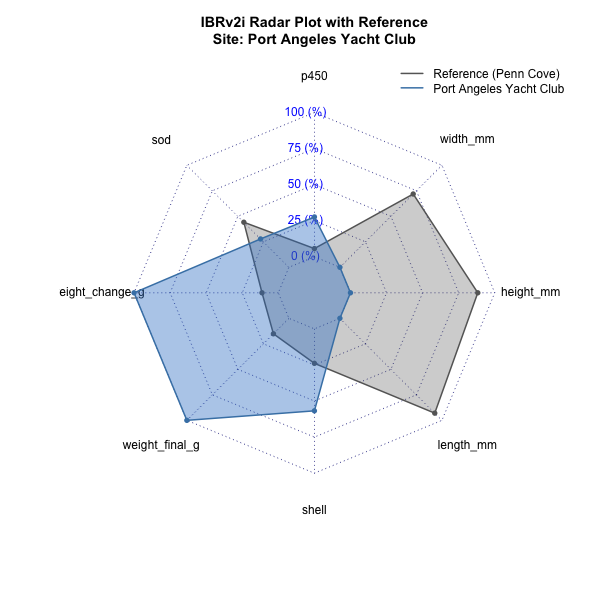 IBRv2i Radar Plot with Reference
Site: Port Angeles Yacht Club
p450
Reference (Penn Cove)
Port Angeles Yacht Club
100 (%)
sod
width_mm
75 (%)
50 (%)
25 (%)
0 (%)
eight_change_g
height_mm
weight_final_g
length_mm
shell